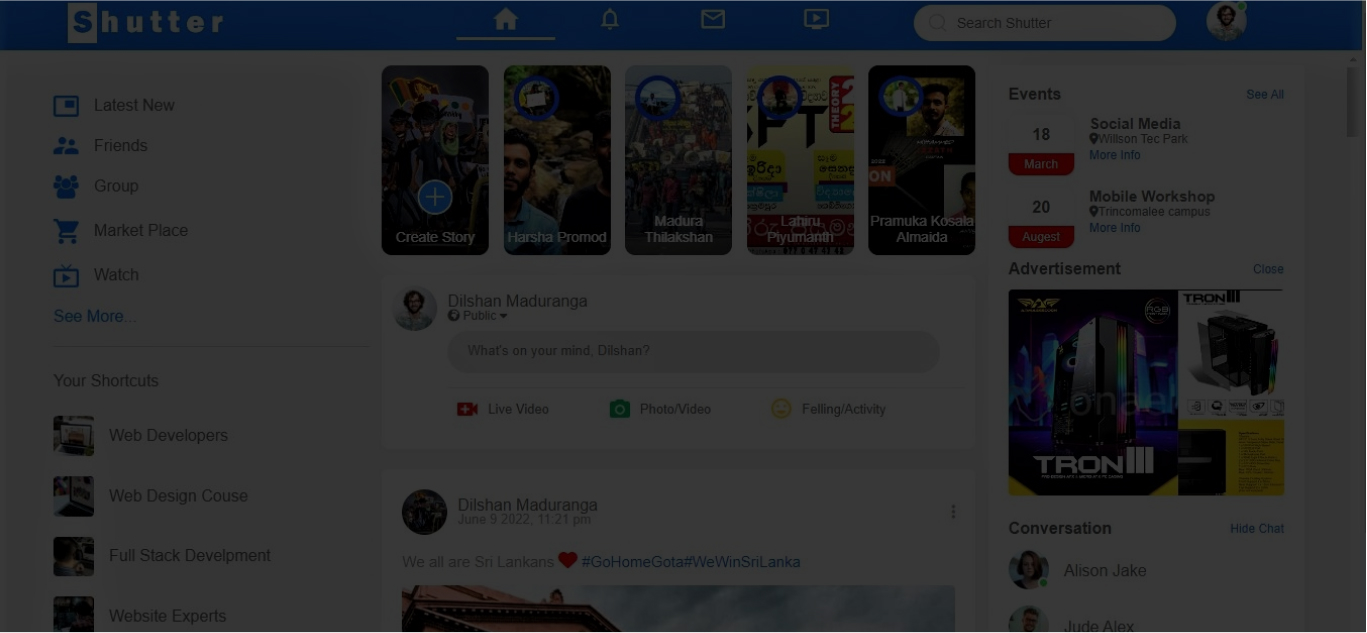 Shutter
Search Shutter
Latest New
Friends
Group
Market Place
Watch
See More...
Your Shortcuts
Web Developers
Web Design Couse
Full Stack Develpment
Website Experts
Create Story
Harsha Promod
Madura
Thilakshan
THEORY
Lahiru
Piyumanth
ON
Pramuka Kosala
Almaida
Dilshan Maduranga
Public
What's on your mind, Dilshan?
Live Video
Photo/Video
Felling/Activity
Dilshan Maduranga
June 9 2022, 11:21 pm
We all are Sri Lankans ❤ #GoHomeGota#WeWinSriLanka
Events
See All
18
March
Social Media
Willson Tec Park
More Info
20
Augest
Mobile Workshop
Trincomalee campus
More Info
Advertisement
Close
RGB
TRON III
TRON III
Conversation
Hide Chat
Alison Jake
Jude Alex